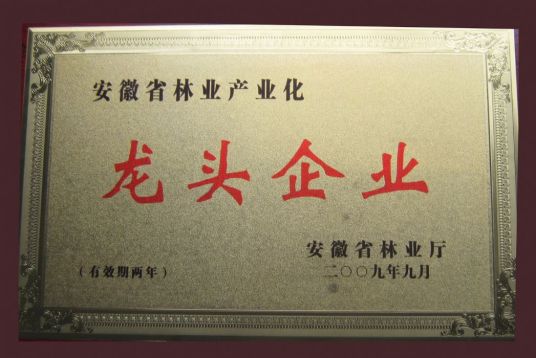 安徽省林业产业化
龙头企业
安徽省林业厅
(有效期两年)
二〇〇九年九月